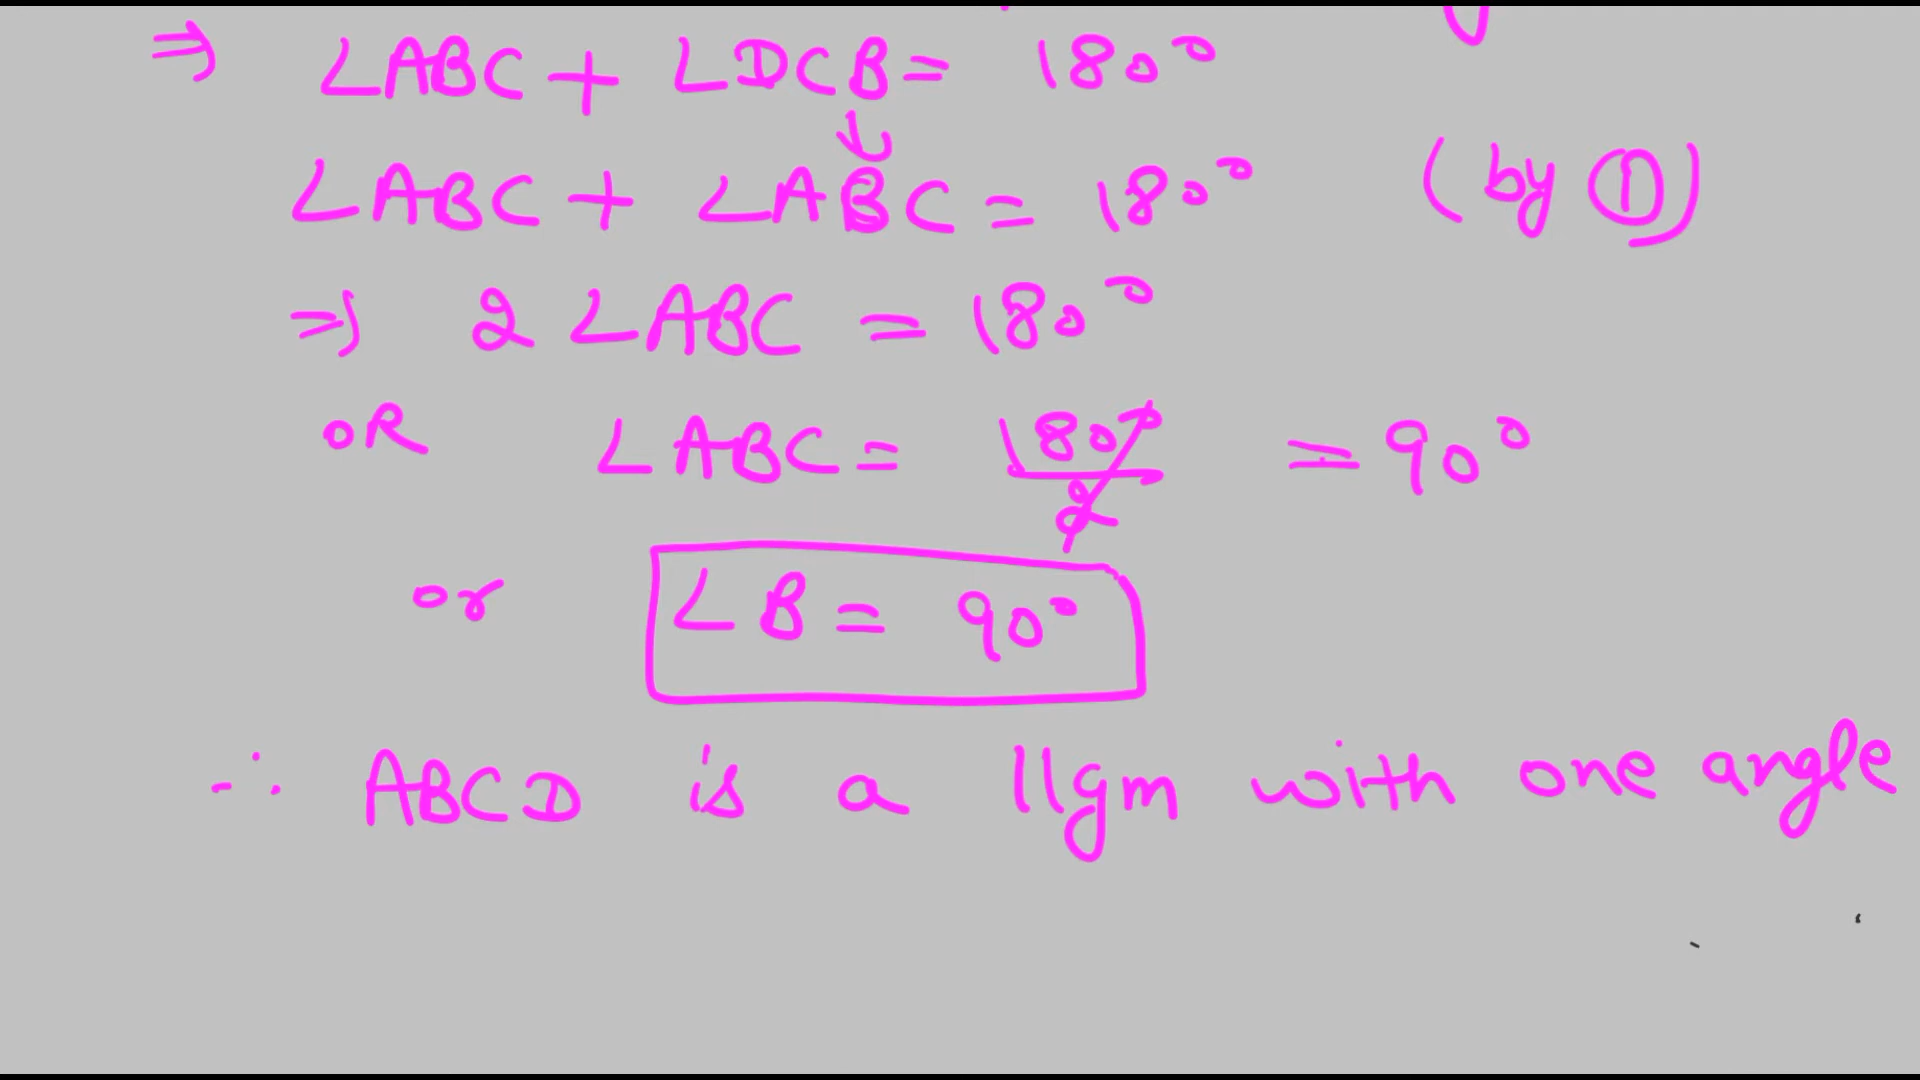 ⇒ ∠ABC + ∠DCB = 180°
∠ABC + ∠ABC = 180° (by ①)
⇒ 2∠ABC = 180°
OR ∠ABC = 180°/2 = 90°
or ∠B = 90°
∴ ABCD is a llgm with one angle